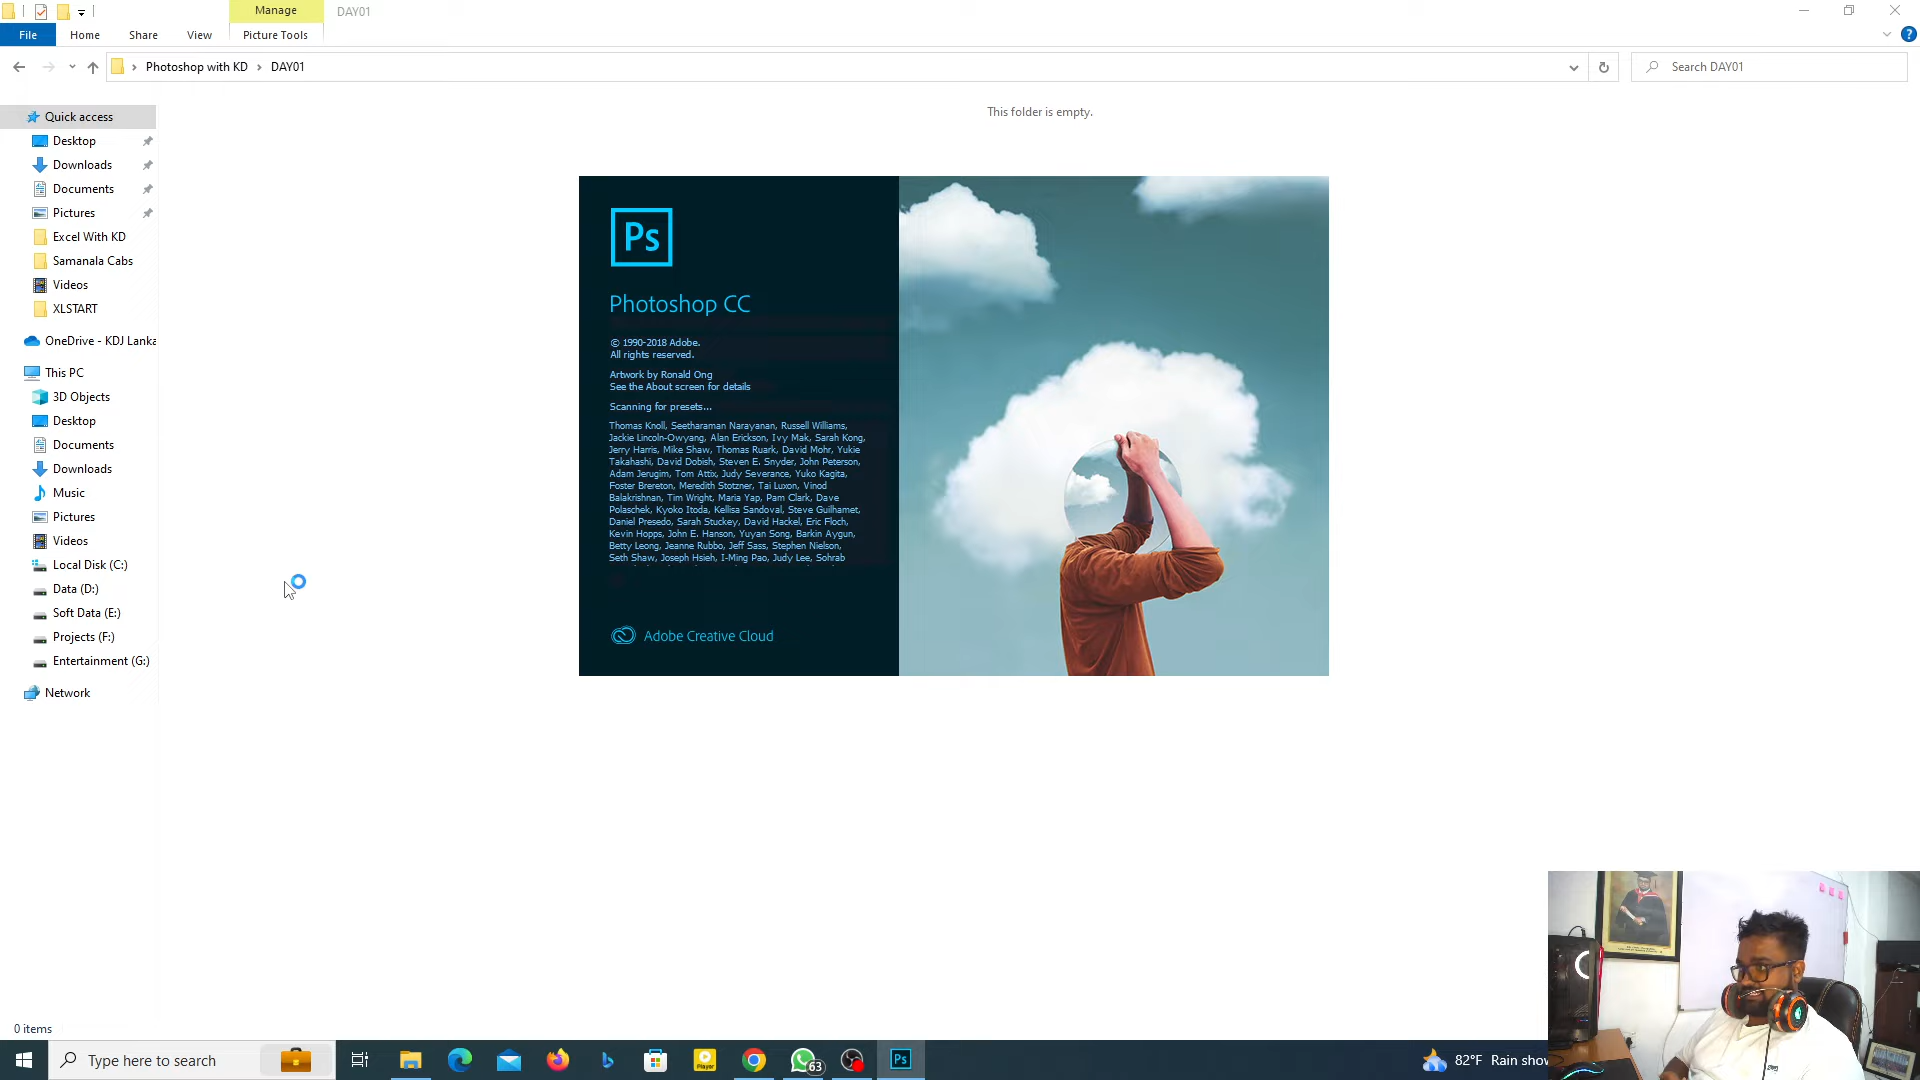 Manage
DAY01
File
Home
Share
View
Picture Tools
?
Photoshop with KD
DAY01
Search DAY01
This folder is empty.
Quick access
Desktop
Downloads
Documents
Pictures
Excel With KD
Samanala Cabs
Videos
XLSTART
OneDrive - KDJ Lanka
This PC
3D Objects
Desktop
Documents
Downloads
Music
Pictures
Videos
Local Disk (C:)
Data (D:)
Soft Data (E:)
Projects (F:)
Entertainment (G:)
Network
Ps
Photoshop CC
© 1990-2018 Adobe.
All rights reserved.
Artwork by Ronald Ong
See the About screen for details
Scanning for presets...
Thomas Knoll, Seetharaman Narayanan, Russell Williams,
Jackie Lincoln-Owyang, Alan Erickson, Ivy Mak, Sarah Kong,
Jerry Harris, Mike Shaw, Thomas Ruark, David Mohr, Yukie
Takahashi, David Dobish, Steven E. Snyder, John Peterson,
Adam Jerugim, Tom Attix, Judy Severance, Yuko Kagita,
Foster Brereton, Meredith Stotzner, Tai Luxon, Vinod
Balakrishnan, Tim Wright, Maria Yap, Pam Clark, Dave
Polaschek, Kyoko Itoda, Kellisa Sandoval, Steve Guilhamet,
Daniel Presedo, Sarah Stuckey, David Hackel, Eric Floch,
Kevin Hopps, John E. Hanson, Yuyan Song, Barkin Aygun,
Betty Leong, Jeanne Rubbo, Jeff Sass, Stephen Nielson,
Seth Shaw, Joseph Hsieh, I-Ming Pao, Judy Lee, Sohrab
Adobe Creative Cloud
0 items
Type here to search
Player
63
Ps
82°F Rain show